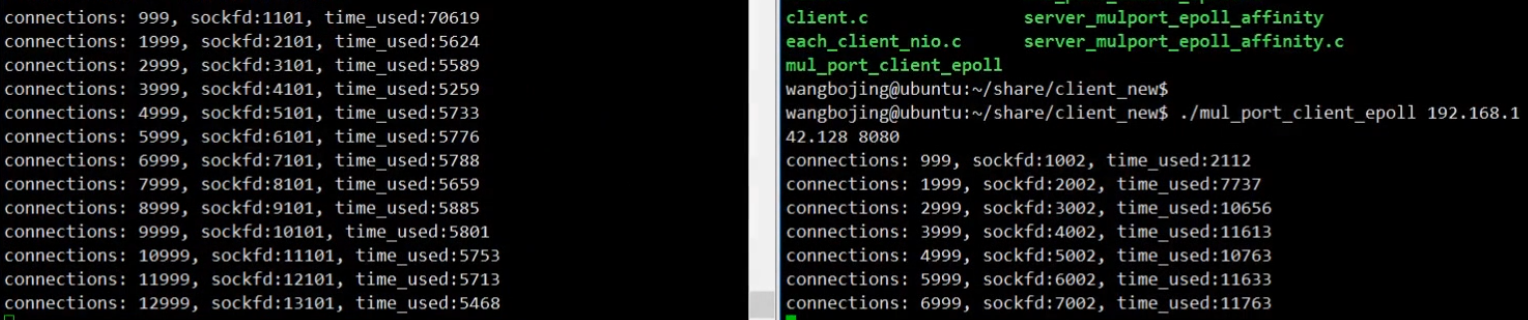 connections: 999, sockfd:1101, time_used:70619
connections: 1999, sockfd:2101, time_used:5624
connections: 2999, sockfd:3101, time_used:5589
connections: 3999, sockfd:4101, time_used:5259
connections: 4999, sockfd:5101, time_used:5733
connections: 5999, sockfd:6101, time_used:5776
connections: 6999, sockfd:7101, time_used:5788
connections: 7999, sockfd:8101, time_used:5659
connections: 8999, sockfd:9101, time_used:5885
connections: 9999, sockfd:10101, time_used:5801
connections: 10999, sockfd:11101, time_used:5753
connections: 11999, sockfd:12101, time_used:5713
connections: 12999, sockfd:13101, time_used:5468
client.c server_mulport_epoll_affinity
each_client_nio.c server_mulport_epoll_affinity.c
mul_port_client_epoll
wangbojing@ubuntu:~/share/client_new$
wangbojing@ubuntu:~/share/client_new$ ./mul_port_client_epoll 192.168.1
42.128 8080
connections: 999, sockfd:1002, time_used:2112
connections: 1999, sockfd:2002, time_used:7737
connections: 2999, sockfd:3002, time_used:10656
connections: 3999, sockfd:4002, time_used:11613
connections: 4999, sockfd:5002, time_used:10763
connections: 5999, sockfd:6002, time_used:11633
connections: 6999, sockfd:7002, time_used:11763